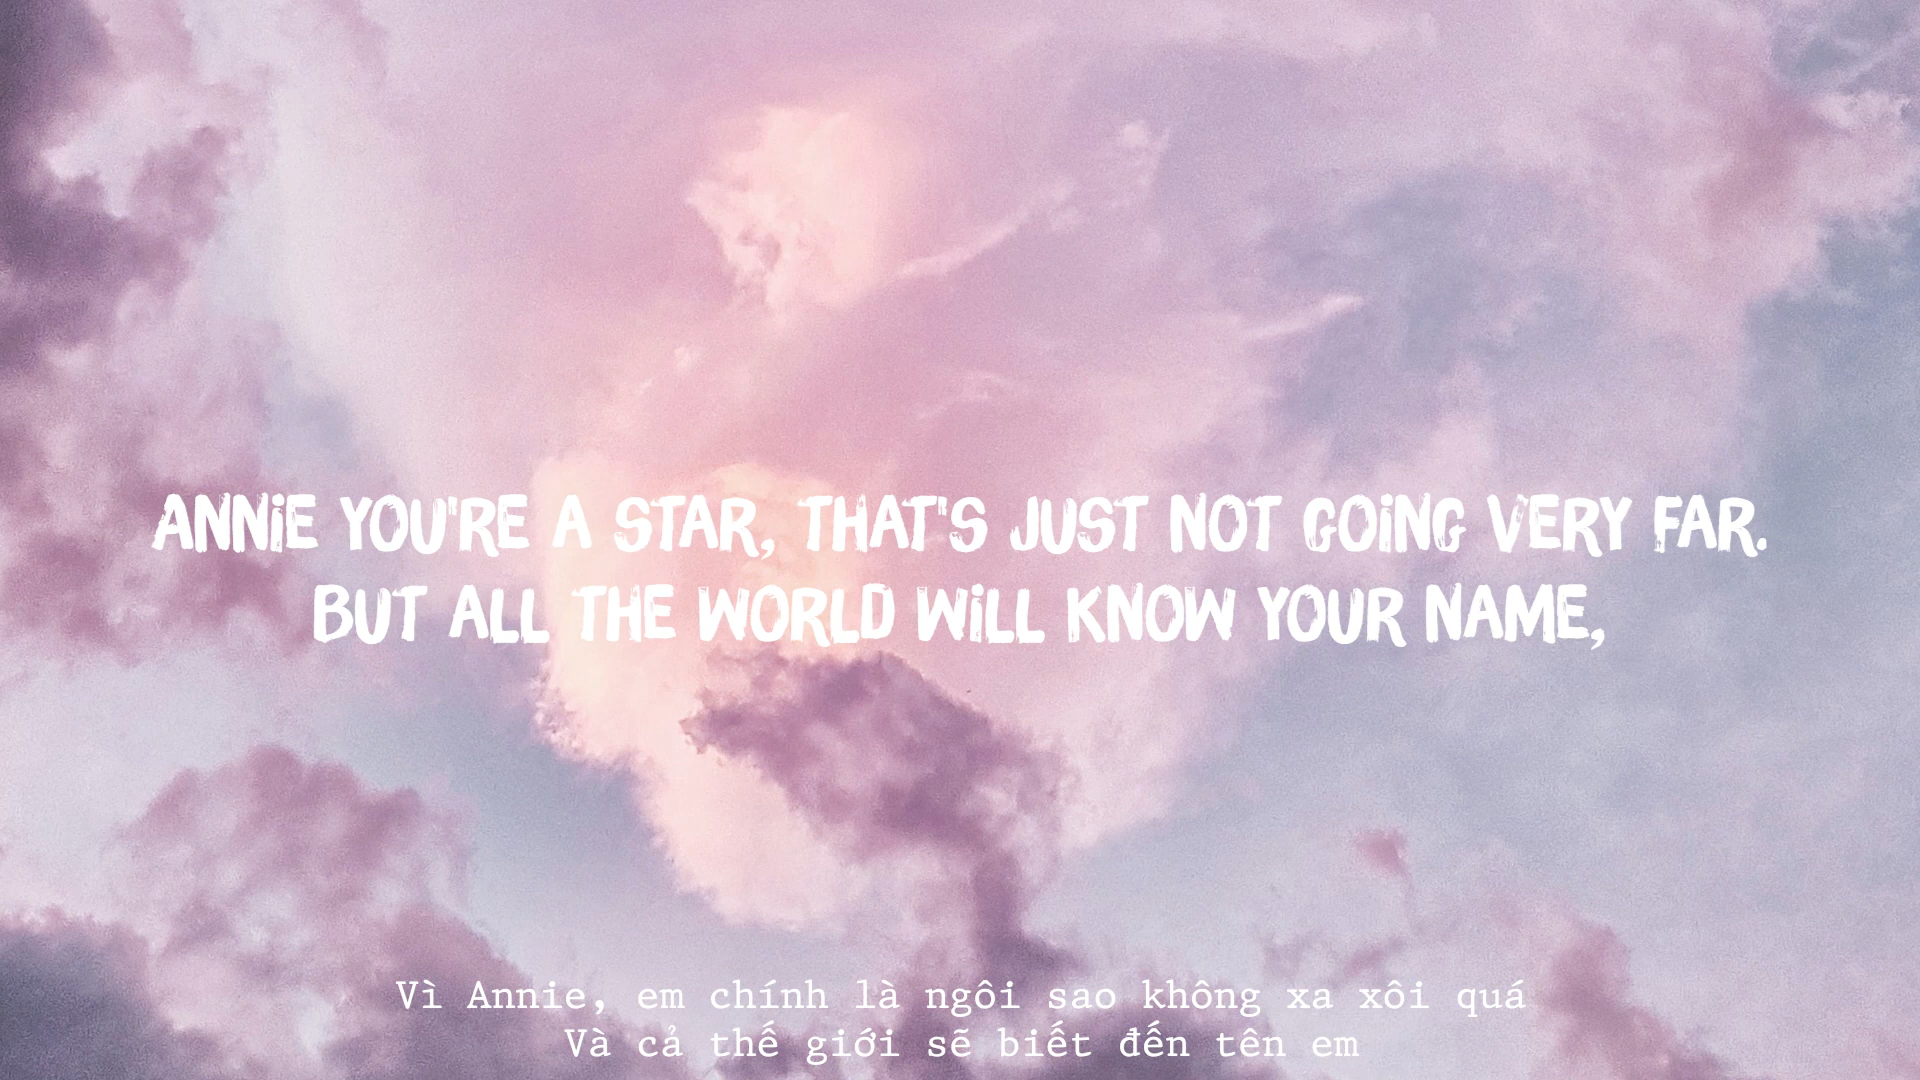 ANNiE YOU'RE A STAR, THAT'S JUST NOT GOiNG VERY FAR.
BUT ALL THE WORLD WiLL KNOW YOUR NAME,
Vì Annie, em chính là ngôi sao không xa xôi quá
Và cả thế giới sẽ biết đến tên em